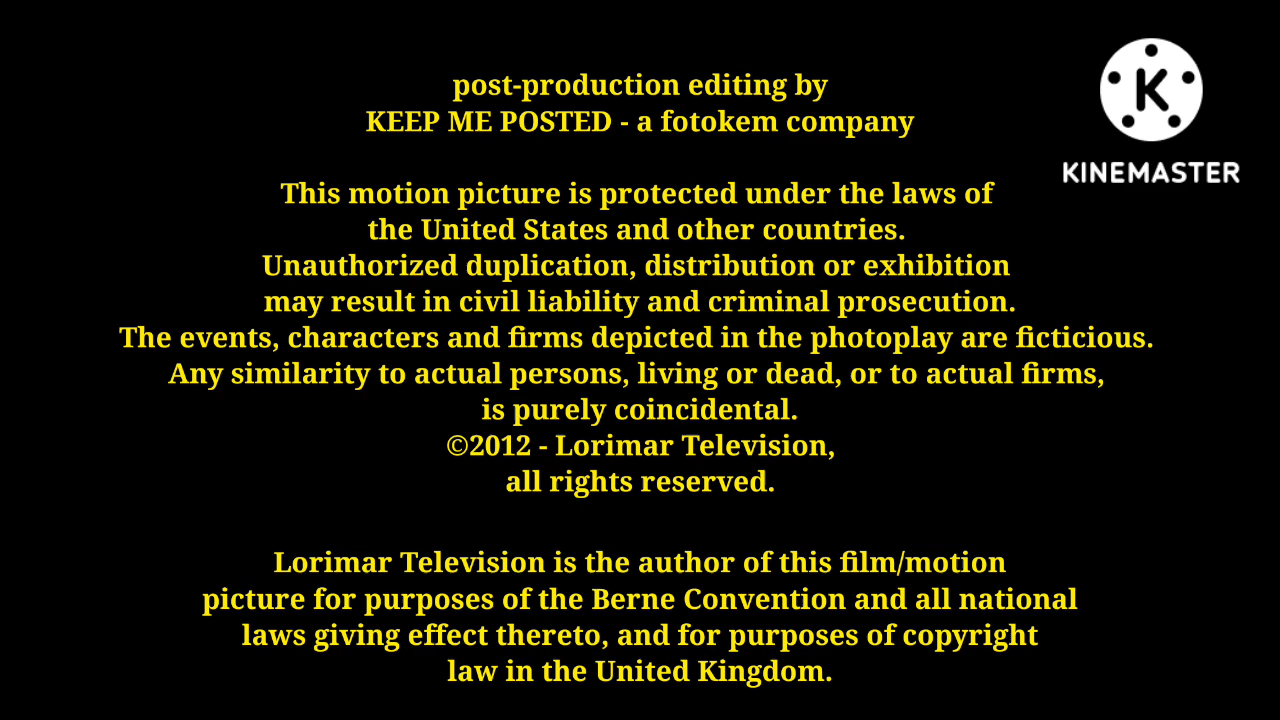 post-production editing by
KEEP ME POSTED - a fotokem company
K
KINEMASTER
This motion picture is protected under the laws of
the United States and other countries.
Unauthorized duplication, distribution or exhibition
may result in civil liability and criminal prosecution.
The events, characters and firms depicted in the photoplay are ficticious.
Any similarity to actual persons, living or dead, or to actual firms,
is purely coincidental.
©2012 - Lorimar Television,
all rights reserved.
Lorimar Television is the author of this film/motion
picture for purposes of the Berne Convention and all national
laws giving effect thereto, and for purposes of copyright
law in the United Kingdom.